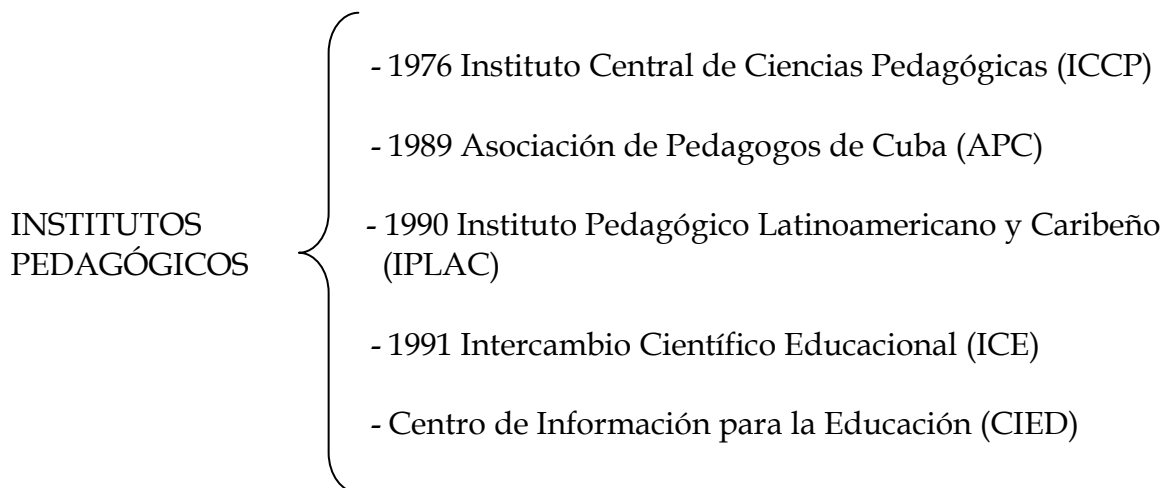 - 1976 Instituto Central de Ciencias Pedagógicas (ICCP)
- 1989 Asociación de Pedagogos de Cuba (APC)
INSTITUTOS
PEDAGÓGICOS
- 1990 Instituto Pedagógico Latinoamericano y Caribeño
(IPLAC)
- 1991 Intercambio Científico Educacional (ICE)
- Centro de Información para la Educación (CIED)